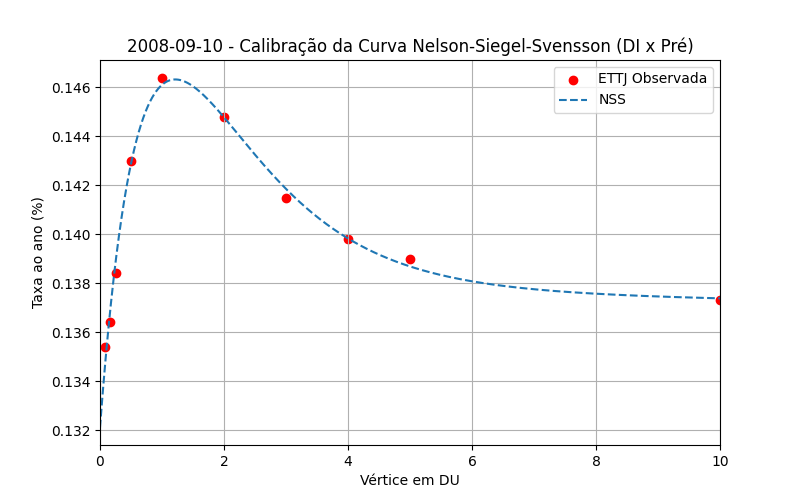 2008-09-10 - Calibração da Curva Nelson-Siegel-Svensson (DI x Pré)
ETTJ Observada
NSS
Taxa ao ano (%)
0.146
0.144
0.142
0.140
0.138
0.136
0.134
0.132
0 2 4 6 8 10
Vértice em DU